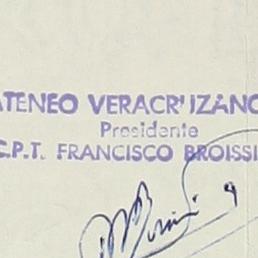 ATENEO VERACRUZANO
Presidente
C.P.T. FRANCISCO BROISSI